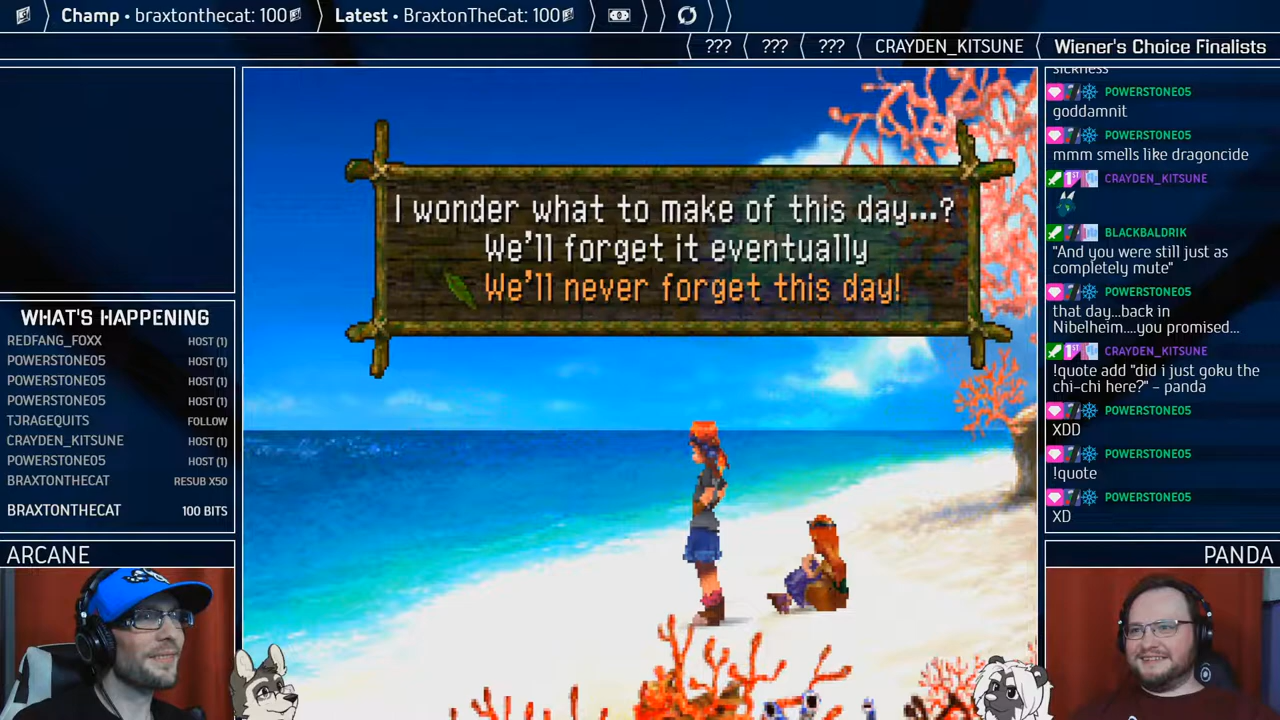 Champ • braxtonthecat: 100
Latest • BraxtonTheCat: 100
???
???
???
CRAYDEN_KITSUNE
Wiener's Choice Finalists
I wonder what to make of this day...?
We'll forget it eventually
We'll never forget this day!
WHAT'S HAPPENING
REDFANG_FOXX HOST (1)
POWERSTONE05 HOST (1)
POWERSTONE05 HOST (1)
POWERSTONE05 HOST (1)
TJRAGEQUITS FOLLOW
CRAYDEN_KITSUNE HOST (1)
POWERSTONE05 HOST (1)
BRAXTONTHECAT RESUB X50
BRAXTONTHECAT 100 BITS
ARCANE
sickness
POWERSTONE05
goddamnit
POWERSTONE05
mmm smells like dragoncide
CRAYDEN_KITSUNE
BLACKBALDRIK
"And you were still just as
completely mute"
POWERSTONE05
that day...back in
Nibelheim....you promised...
CRAYDEN_KITSUNE
!quote add "did i just goku the
chi-chi here?" - panda
POWERSTONE05
XDD
POWERSTONE05
!quote
POWERSTONE05
XD
PANDA